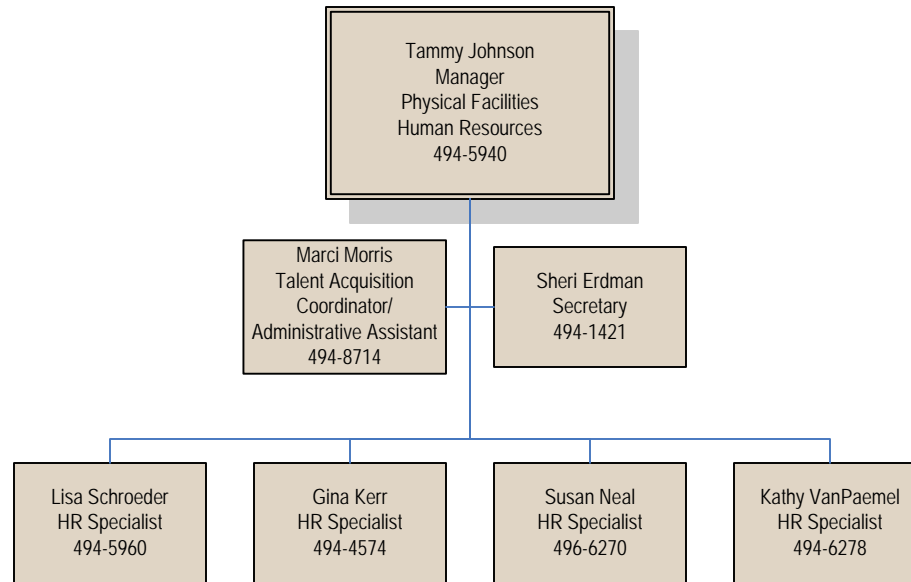 Tammy Johnson
Manager
Physical Facilities
Human Resources
494-5940
Marci Morris
Talent Acquisition
Coordinator/
Administrative Assistant
494-8714
Sheri Erdman
Secretary
494-1421
Lisa Schroeder
HR Specialist
494-5960
Gina Kerr
HR Specialist
494-4574
Susan Neal
HR Specialist
496-6270
Kathy VanPaemel
HR Specialist
494-6278